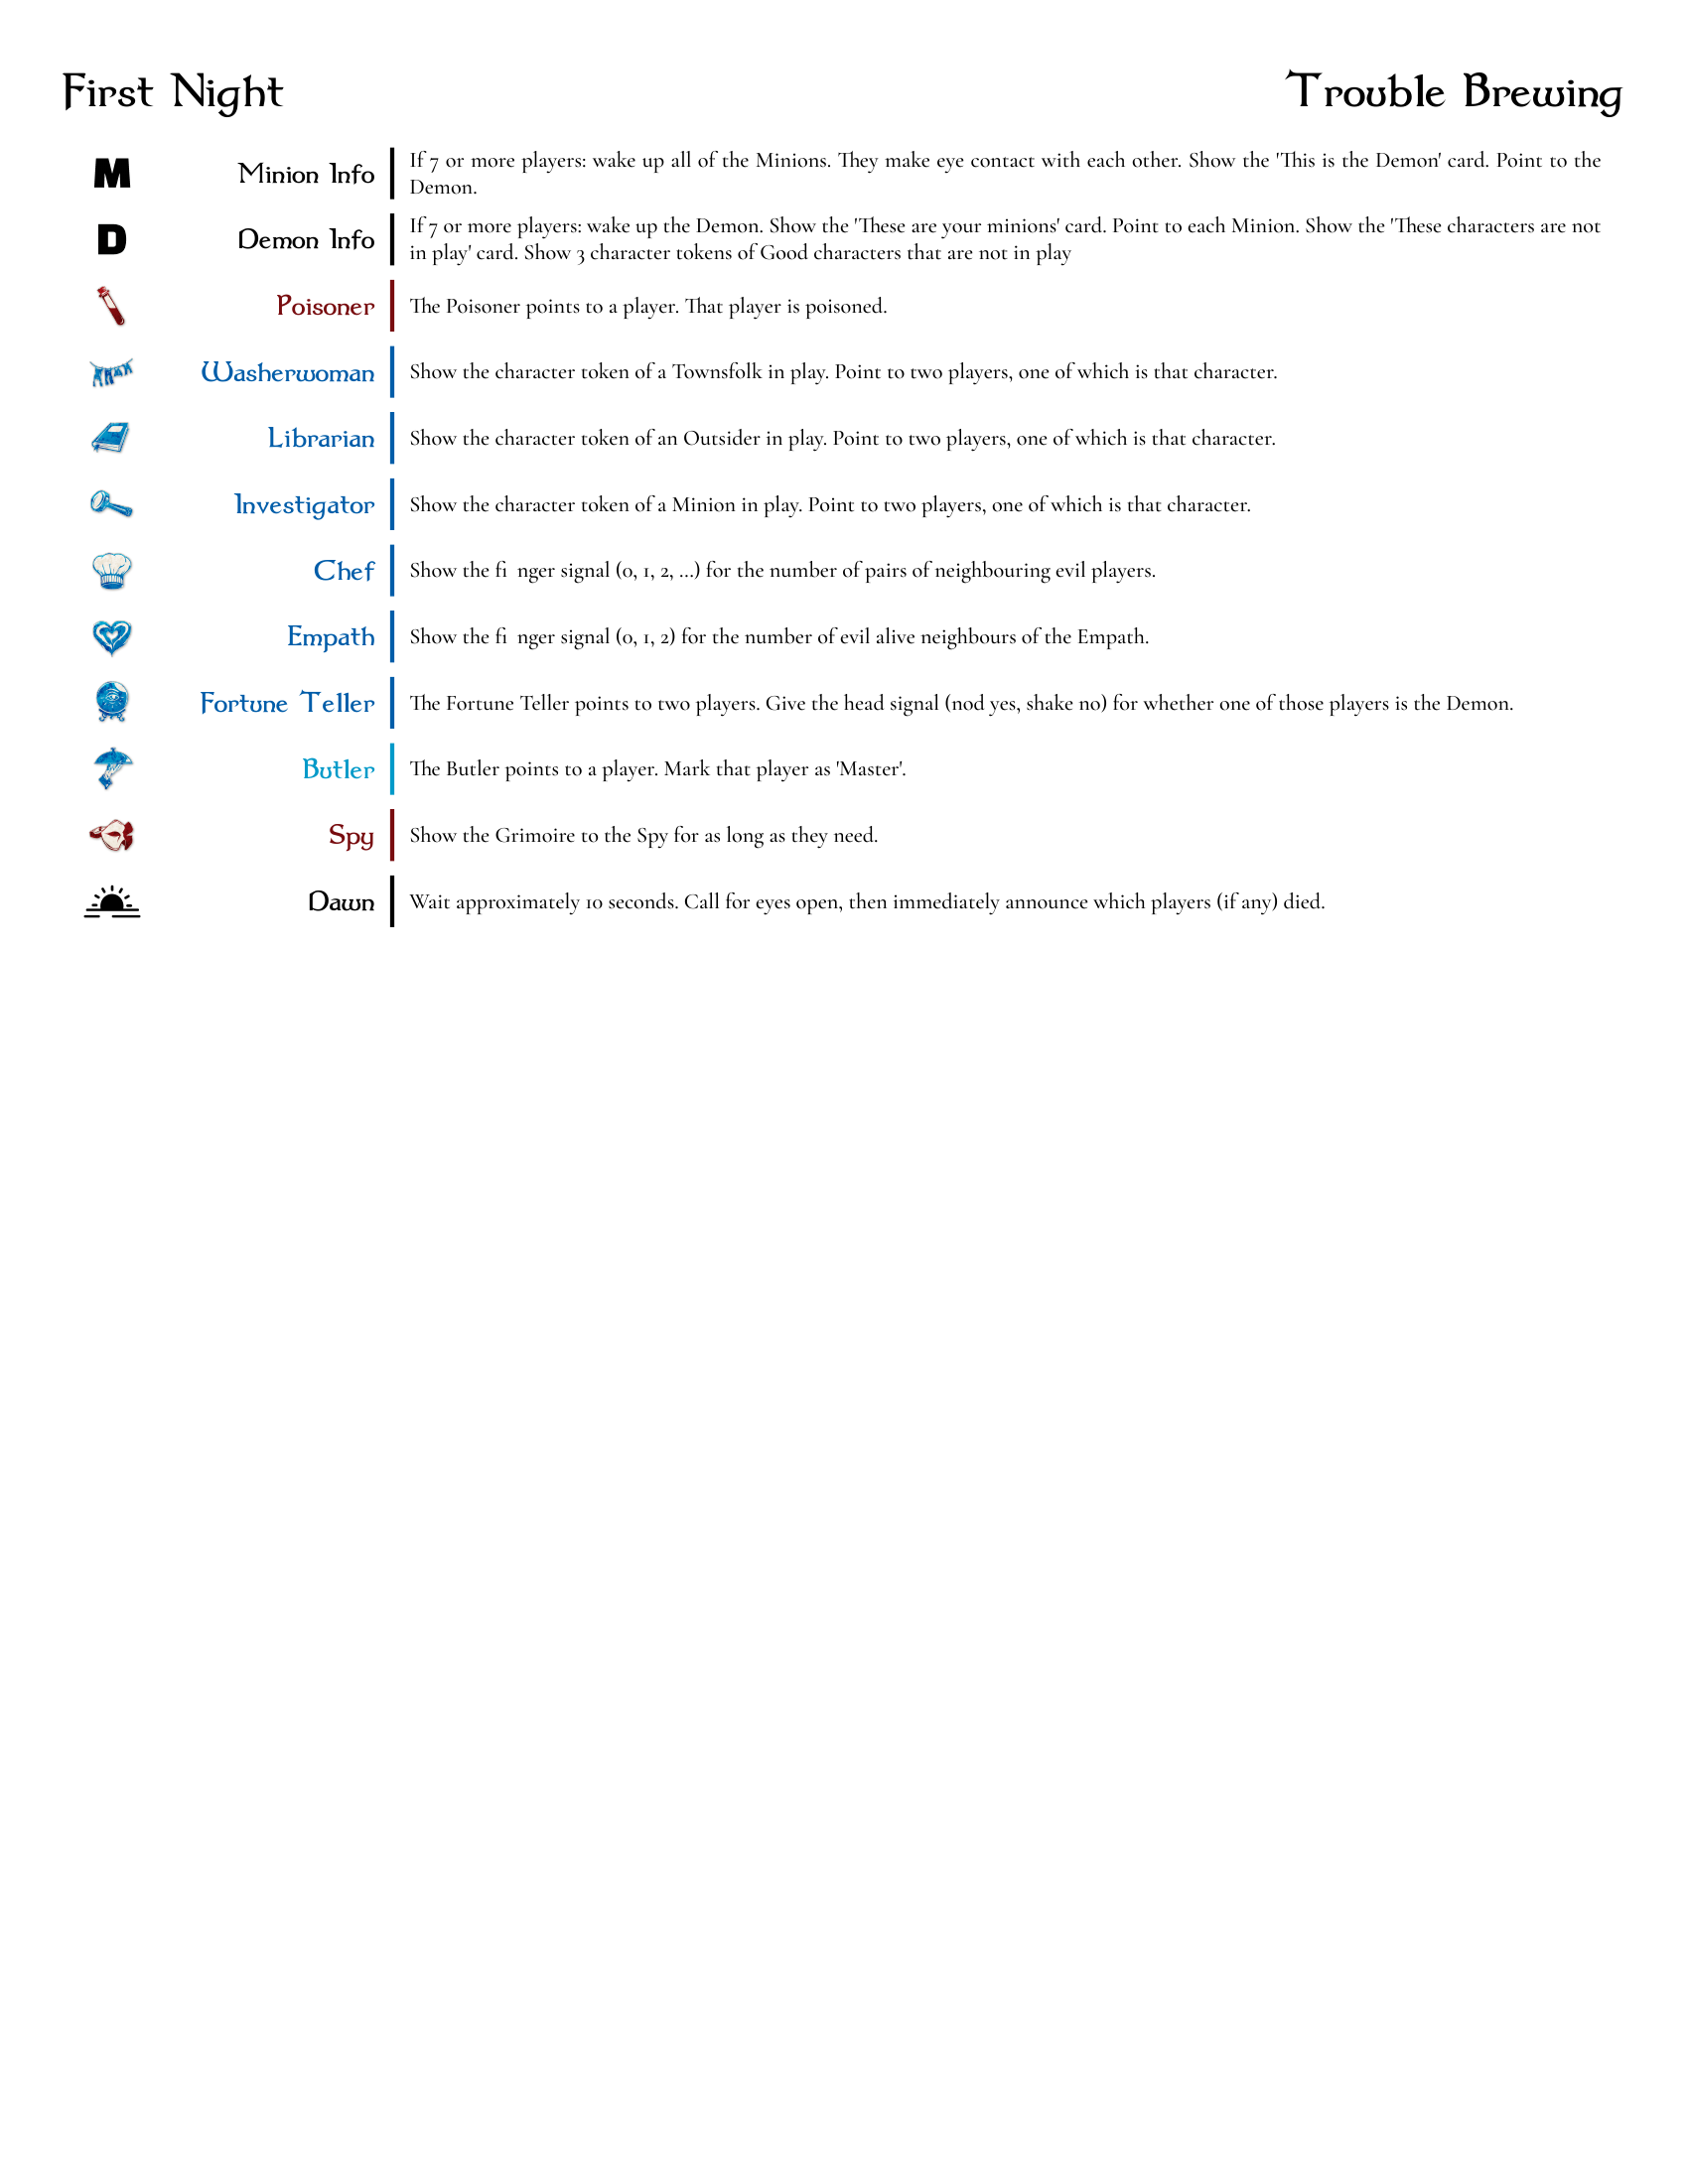 First Night
Trouble Brewing
M
Minion Info
If 7 or more players: wake up all of the Minions. They make eye contact with each other. Show the 'This is the Demon' card. Point to the
Demon.
D
Demon Info
If 7 or more players: wake up the Demon. Show the 'These are your minions' card. Point to each Minion. Show the 'These characters are not
in play' card. Show 3 character tokens of Good characters that are not in play
Poisoner
The Poisoner points to a player. That player is poisoned.
Washerwoman
Show the character token of a Townsfolk in play. Point to two players, one of which is that character.
Librarian
Show the character token of an Outsider in play. Point to two players, one of which is that character.
Investigator
Show the character token of a Minion in play. Point to two players, one of which is that character.
Chef
Show the fi nger signal (0, 1, 2, ...) for the number of pairs of neighbouring evil players.
Empath
Show the fi nger signal (0, 1, 2) for the number of evil alive neighbours of the Empath.
Fortune Teller
The Fortune Teller points to two players. Give the head signal (nod yes, shake no) for whether one of those players is the Demon.
Butler
The Butler points to a player. Mark that player as 'Master'.
Spy
Show the Grimoire to the Spy for as long as they need.
Dawn
Wait approximately 10 seconds. Call for eyes open, then immediately announce which players (if any) died.